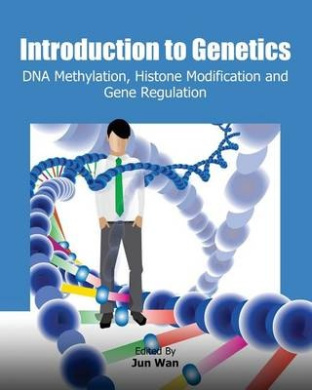 Introduction to Genetics
DNA Methylation, Histone Modification and
Gene Regulation
Edited By
Jun Wan